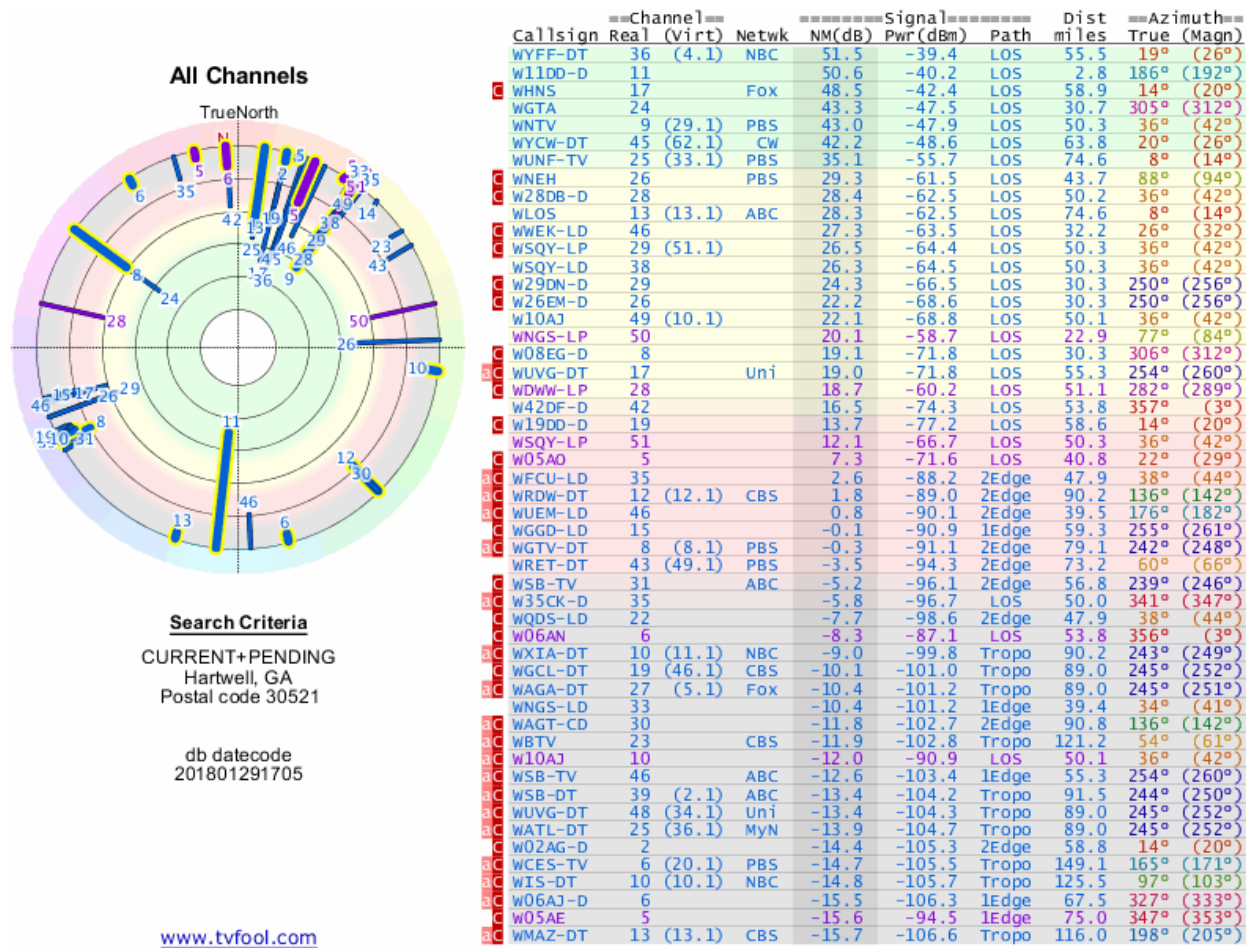 All Channels
TrueNorth
Search Criteria
CURRENT+PENDING
Hartwell, GA
Postal code 30521
db datecode
201801291705
www.tvfool.com
==Channel== ========Signal======== Dist ==Azimuth==
Callsign Real (Virt) Netwk NM(dB) Pwr(dBm) Path miles True (Magn)
WYFF-DT 36 (4.1) NBC 51.5 -39.4 LOS 55.5 19° (26°)
W11DD-D 11 50.6 -40.2 LOS 2.8 186° (192°)
C WHNS 17 Fox 48.5 -42.4 LOS 58.9 14° (20°)
WGTA 24 43.3 -47.5 LOS 30.7 305° (312°)
WNTV 9 (29.1) PBS 43.0 -47.9 LOS 50.3 36° (42°)
WYCW-DT 45 (62.1) CW 42.2 -48.6 LOS 63.8 20° (26°)
WUNF-TV 25 (33.1) PBS 35.1 -55.7 LOS 74.6 8° (14°)
C WNEH 26 PBS 29.3 -61.5 LOS 43.7 88° (94°)
C W28DB-D 28 28.4 -62.5 LOS 50.2 36° (42°)
WLOS 13 (13.1) ABC 28.3 -62.5 LOS 74.6 8° (14°)
C WWEK-LD 46 27.3 -63.5 LOS 32.2 26° (32°)
C WSQY-LP 29 (51.1) 26.5 -64.4 LOS 50.3 36° (42°)
WSQY-LD 38 26.3 -64.5 LOS 50.3 36° (42°)
C W29DN-D 29 24.3 -66.5 LOS 30.3 250° (256°)
C W26EM-D 26 22.2 -68.6 LOS 30.3 250° (256°)
W10AJ 49 (10.1) 22.1 -68.8 LOS 50.1 36° (42°)
WNGS-LP 50 20.1 -58.7 LOS 22.9 77° (84°)
C W08EG-D 8 19.1 -71.8 LOS 30.3 306° (312°)
aC WUVG-DT 17 Uni 19.0 -71.8 LOS 55.3 254° (260°)
C WDWW-LP 28 18.7 -60.2 LOS 51.1 282° (289°)
W42DF-D 42 16.5 -74.3 LOS 53.8 357° (3°)
C W19DD-D 19 13.7 -77.2 LOS 58.6 14° (20°)
WSQY-LP 51 12.1 -66.7 LOS 50.3 36° (42°)
C W05AO 5 7.3 -71.6 LOS 40.8 22° (29°)
aC WFCU-LD 35 2.6 -88.2 2Edge 47.9 38° (44°)
aC WRDW-DT 12 (12.1) CBS 1.8 -89.0 2Edge 90.2 136° (142°)
aC WUEM-LD 46 0.8 -90.1 2Edge 39.5 176° (182°)
C WGGD-LD 15 -0.1 -90.9 1Edge 59.3 255° (261°)
aC WGTV-DT 8 (8.1) PBS -0.3 -91.1 2Edge 79.1 242° (248°)
WRET-DT 43 (49.1) PBS -3.5 -94.3 2Edge 73.2 60° (66°)
C WSB-TV 31 ABC -5.2 -96.1 2Edge 56.8 239° (246°)
aC W35CK-D 35 -5.8 -96.7 LOS 50.0 341° (347°)
C WQDS-LD 22 -7.7 -98.6 2Edge 47.9 38° (44°)
C W06AN 6 -8.3 -87.1 LOS 53.8 356° (3°)
aC WXIA-DT 10 (11.1) NBC -9.0 -99.8 Tropo 90.2 243° (249°)
C WGCL-DT 19 (46.1) CBS -10.1 -101.0 Tropo 89.0 245° (252°)
aC WAGA-DT 27 (5.1) Fox -10.4 -101.2 Tropo 89.0 245° (251°)
WNGS-LD 33 -10.4 -101.2 1Edge 39.4 34° (41°)
aC WAGT-CD 30 -11.8 -102.7 2Edge 90.8 136° (142°)
aC WBTV 23 CBS -11.9 -102.8 Tropo 121.2 54° (61°)
aC W10AJ 10 -12.0 -90.9 LOS 50.1 36° (42°)
aC WSB-TV 46 ABC -12.6 -103.4 1Edge 55.3 254° (260°)
aC WSB-DT 39 (2.1) ABC -13.4 -104.2 Tropo 91.5 244° (250°)
aC WUVG-DT 48 (34.1) Uni -13.4 -104.3 Tropo 89.0 245° (252°)
aC WATL-DT 25 (36.1) MyN -13.9 -104.7 Tropo 89.0 245° (252°)
C W02AG-D 2 -14.4 -105.3 2Edge 58.8 14° (20°)
aC WCES-TV 6 (20.1) PBS -14.7 -105.5 Tropo 149.1 165° (171°)
aC WIS-DT 10 (10.1) NBC -14.8 -105.7 Tropo 125.5 97° (103°)
aC W06AJ-D 6 -15.5 -106.3 1Edge 67.5 327° (333°)
aC W05AE 5 -15.6 -94.5 1Edge 75.0 347° (353°)
aC WMAZ-DT 13 (13.1) CBS -15.7 -106.6 Tropo 116.0 198° (205°)